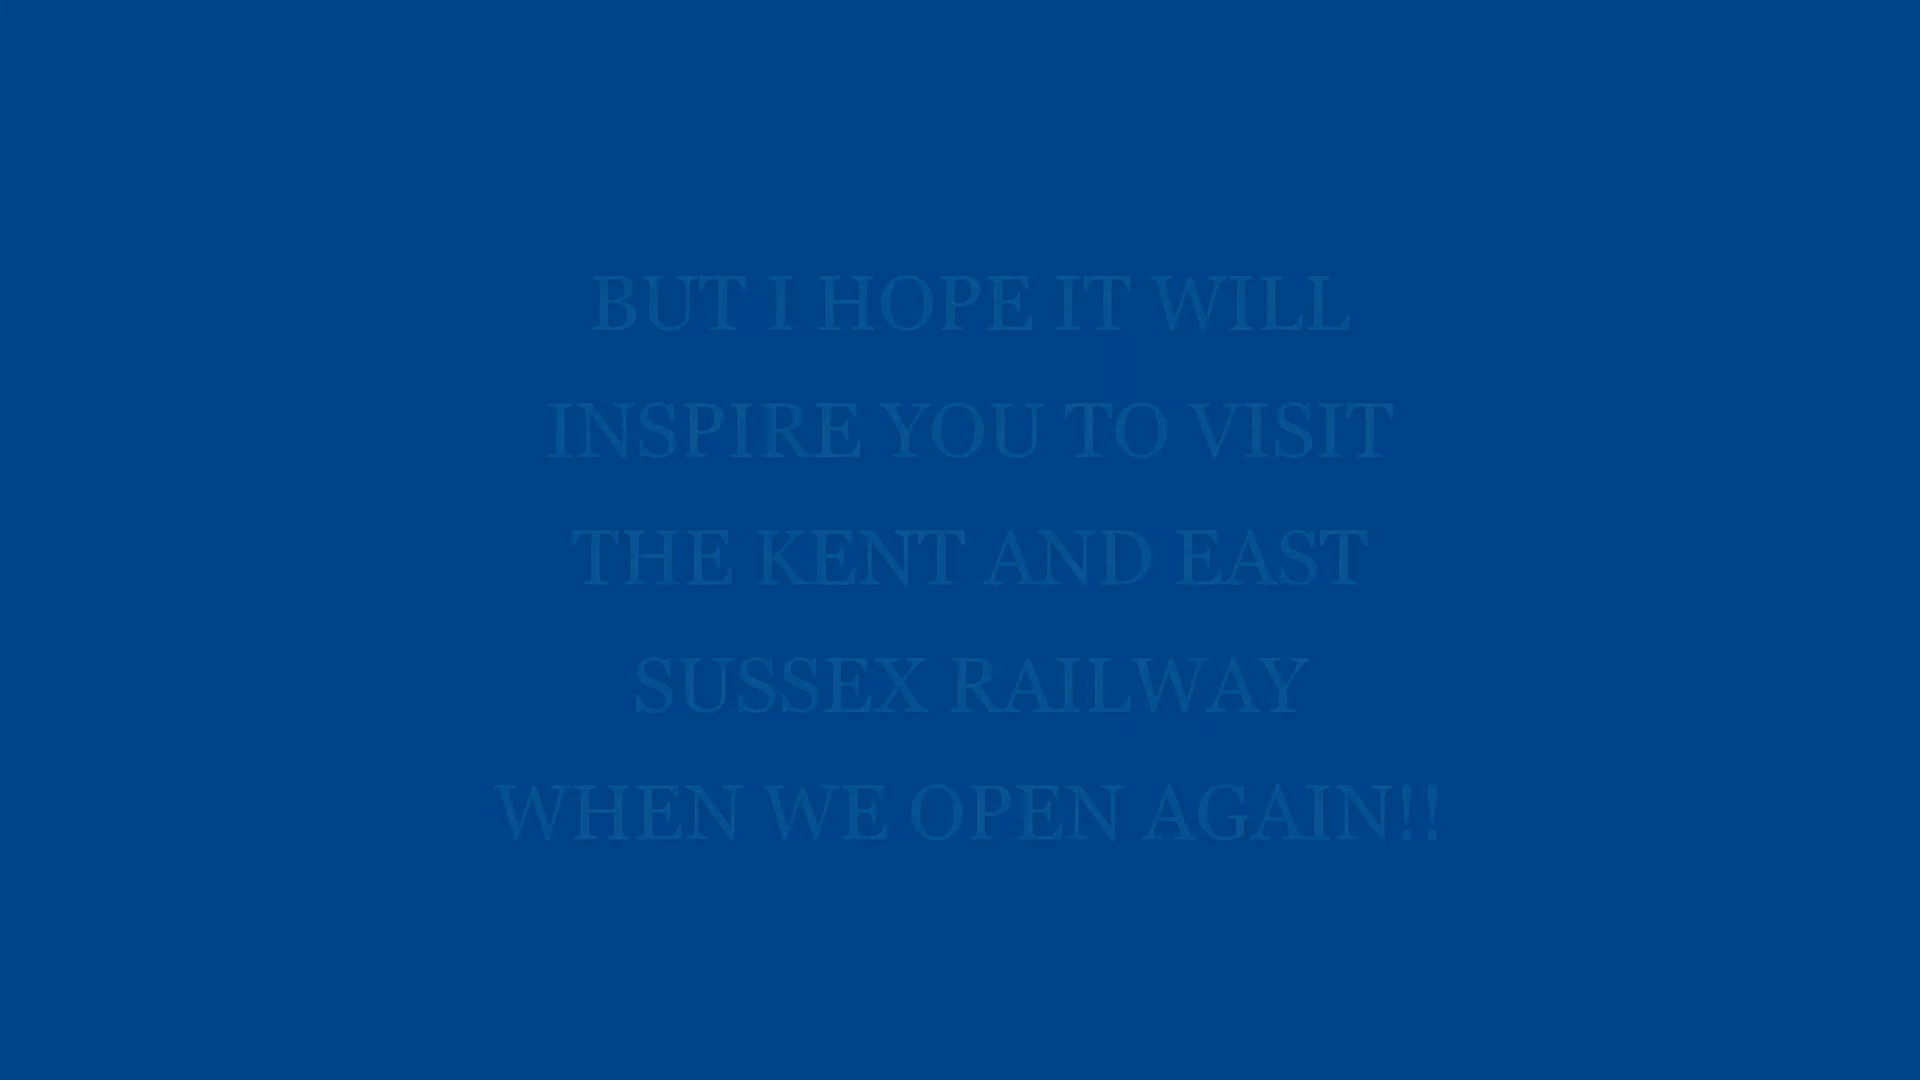 BUT I HOPE IT WILL
INSPIRE YOU TO VISIT
THE KENT AND EAST
SUSSEX RAILWAY
WHEN WE OPEN AGAIN!!